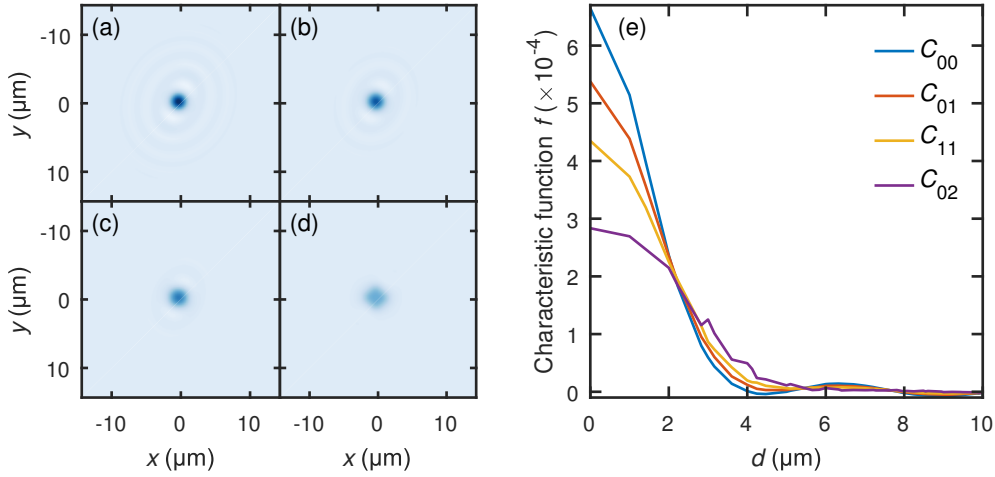 (a)
(b)
-10
0
10
y (µm)
(c)
(d)
-10
0
10
y (µm)
-10
0
10
-10
0
10
x (µm)
x (µm)
(e)
Characteristic function f (× 10⁻⁴)
6
5
4
3
2
1
0
0
2
4
6
8
10
d (µm)
C₀₀
C₀₁
C₁₁
C₀₂